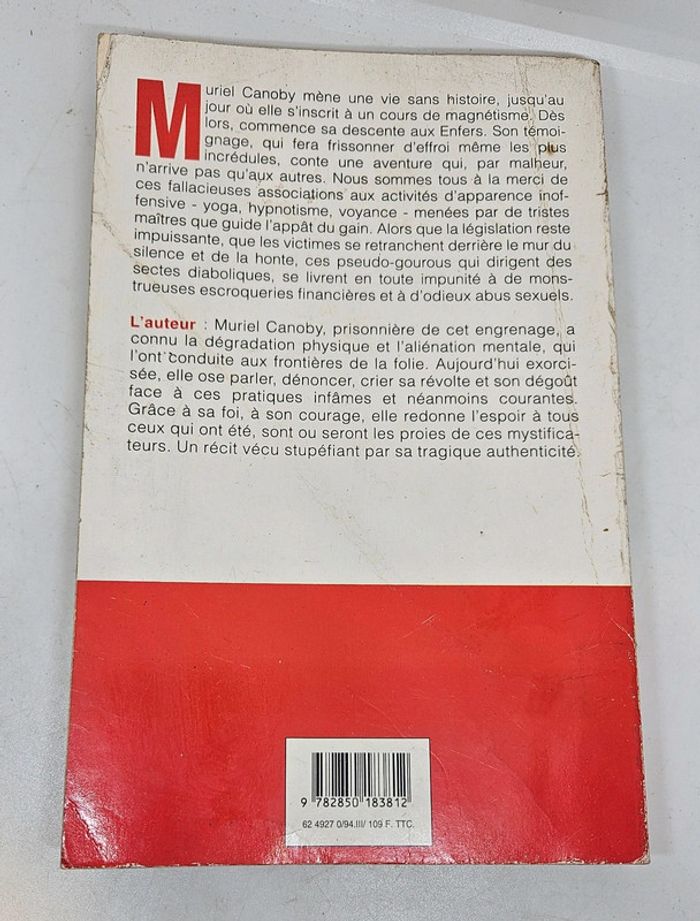 Muriel Canoby mène une vie sans histoire, jusqu'au
jour où elle s'inscrit à un cours de magnétisme. Dès
lors, commence sa descente aux Enfers. Son témoi-
gnage, qui fera frissonner d'effroi même les plus
incrédules, conte une aventure qui, par malheur,
n'arrive pas qu'aux autres. Nous sommes tous à la merci de
ces fallacieuses associations aux activités d'apparence inof-
fensive - yoga, hypnotisme, voyance - menées par de tristes
maîtres que guide l'appât du gain. Alors que la législation reste
impuissante, que les victimes se retranchent derrière le mur du
silence et de la honte, ces pseudo-gourous qui dirigent des
sectes diaboliques, se livrent en toute impunité à de mons-
trueuses escroqueries financières et à d'odieux abus sexuels.
L'auteur : Muriel Canoby, prisonnière de cet engrenage, a
connu la dégradation physique et l'aliénation mentale, qui
l'ont conduite aux frontières de la folie. Aujourd'hui exorci-
sée, elle ose parler, dénoncer, crier sa révolte et son dégoût
face à ces pratiques infâmes et néanmoins courantes.
Grâce à sa foi, à son courage, elle redonne l'espoir à tous
ceux qui ont été, sont ou seront les proies de ces mystifica-
teurs. Un récit vécu stupéfiant par sa tragique authenticité.
9 782850 183812
62 4927 0/94.III/ 109 F. TTC.